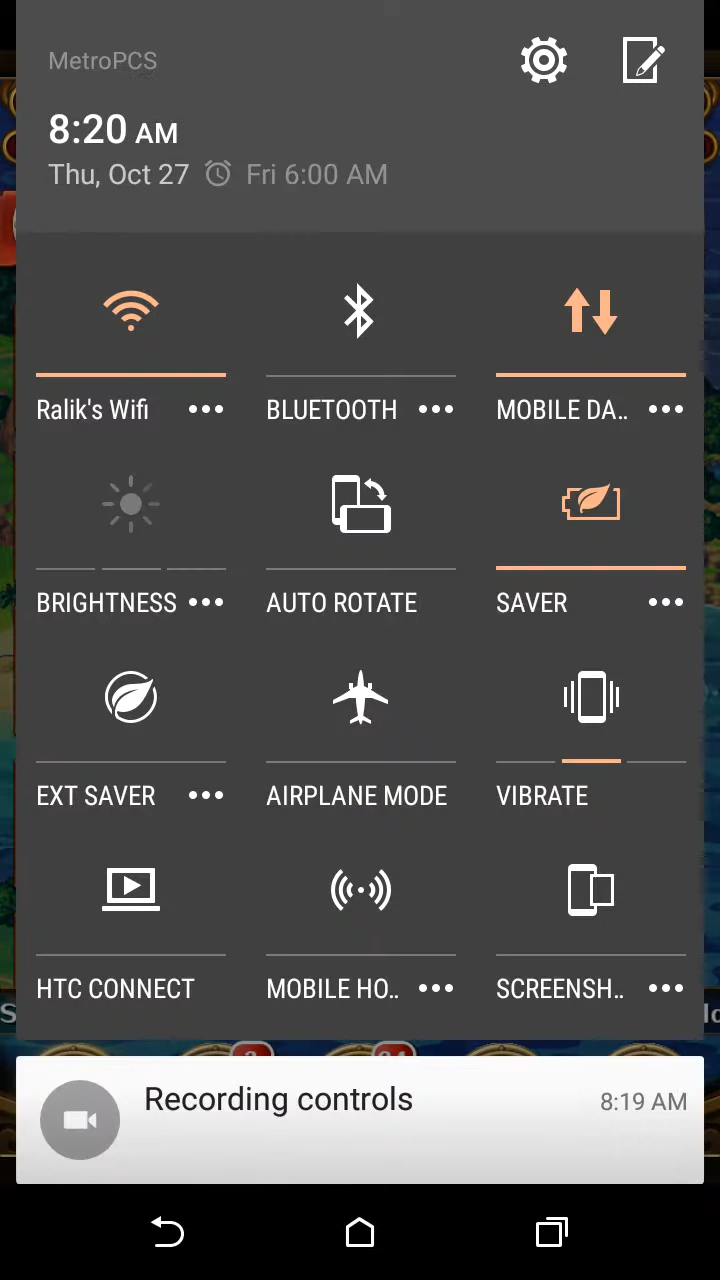 MetroPCS
8:20 AM
Thu, Oct 27 Fri 6:00 AM
Ralik's Wifi BLUETOOTH MOBILE DA..
BRIGHTNESS AUTO ROTATE SAVER
EXT SAVER AIRPLANE MODE VIBRATE
HTC CONNECT MOBILE HO.. SCREENSH..
Recording controls 8:19 AM